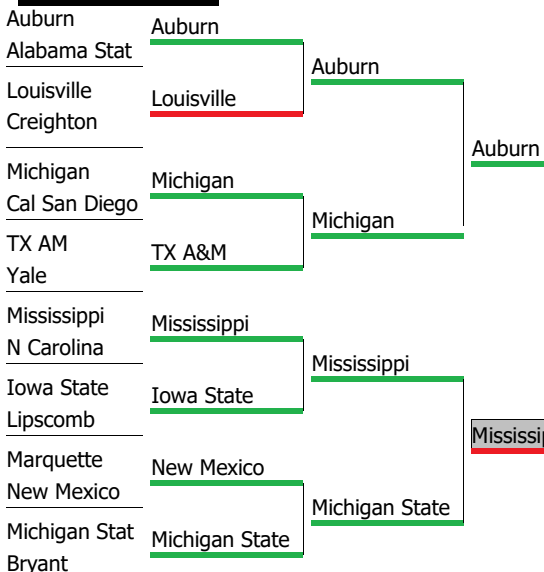 Auburn
Alabama Stat
Louisville
Creighton
Michigan
Cal San Diego
TX AM
Yale
Mississippi
N Carolina
Iowa State
Lipscomb
Marquette
New Mexico
Michigan Stat
Bryant
Auburn
Louisville
Michigan
TX A&M
Mississippi
Iowa State
New Mexico
Michigan State
Auburn
Michigan
Mississippi
Michigan State
Auburn
Mississip